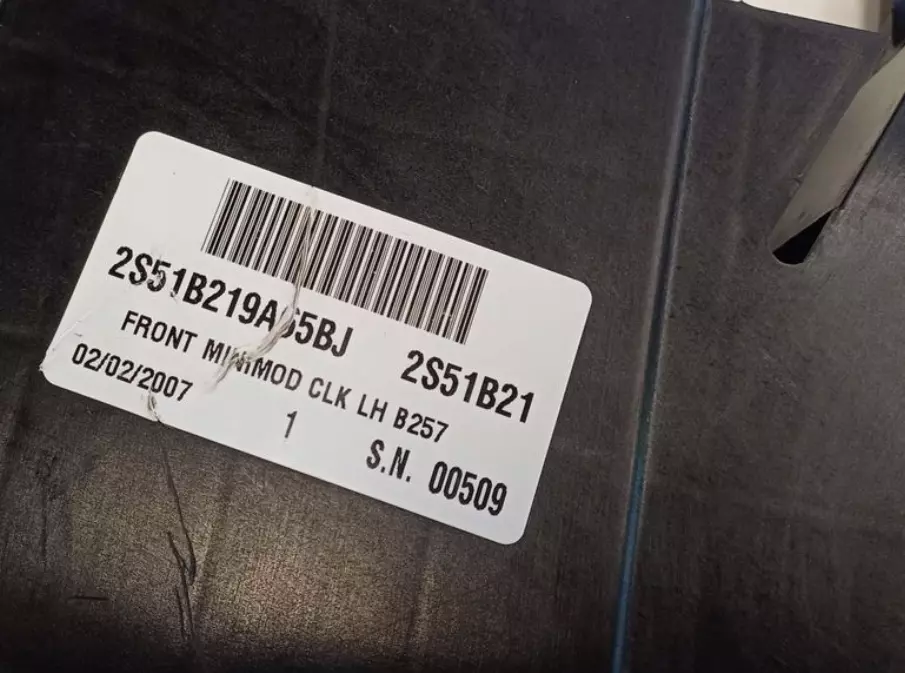 2S51B219A65BJ
2S51B21
FRONT MINIMOD CLK LH B257
02/02/2007
1
S.N. 00509